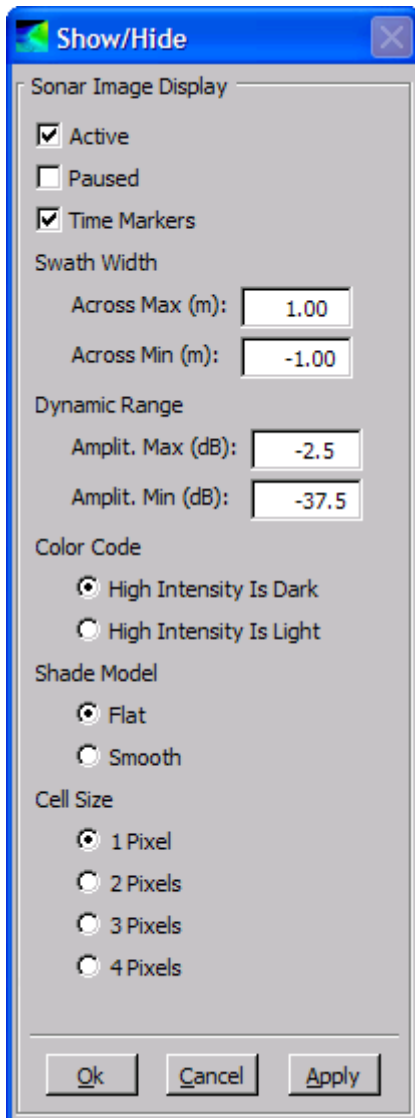 Show/Hide
Sonar Image Display
Active
Paused
Time Markers
Swath Width
Across Max (m): 1.00
Across Min (m): -1.00
Dynamic Range
Amplit. Max (dB): -2.5
Amplit. Min (dB): -37.5
Color Code
High Intensity Is Dark
High Intensity Is Light
Shade Model
Flat
Smooth
Cell Size
1 Pixel
2 Pixels
3 Pixels
4 Pixels
Ok Cancel Apply